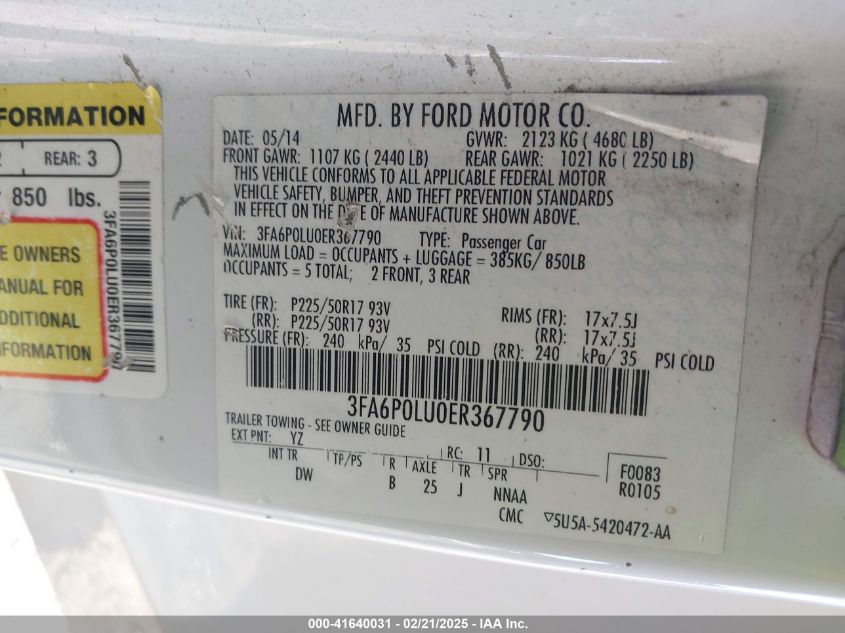 FORMATION
REAR: 3
850 lbs.
E OWNERS
ANUAL FOR
DDITIONAL
NFORMATION
3FA6P0LU0ER367790
MFD. BY FORD MOTOR CO.
DATE: 05/14 GVWR: 2123 KG ( 4680 LB)
FRONT GAWR: 1107 KG ( 2440 LB) REAR GAWR: 1021 KG ( 2250 LB)
THIS VEHICLE CONFORMS TO ALL APPLICABLE FEDERAL MOTOR
VEHICLE SAFETY, BUMPER, AND THEFT PREVENTION STANDARDS
IN EFFECT ON THE DATE OF MANUFACTURE SHOWN ABOVE.
VIN: 3FA6P0LU0ER367790 TYPE: Passenger Car
MAXIMUM LOAD = OCCUPANTS + LUGGAGE = 385KG/ 850LB
OCCUPANTS = 5 TOTAL; 2 FRONT, 3 REAR
TIRE (FR): P225/50R17 93V RIMS (FR): 17x7.5J
(RR): P225/50R17 93V (RR): 17x7.5J
PRESSURE (FR): 240 kPa/ 35 PSI COLD (RR): 240 kPa/ 35 PSI COLD
3FA6P0LU0ER367790
TRAILER TOWING - SEE OWNER GUIDE
EXT PNT: YZ RC: 11 DSO:
INT TR TP/PS R AXLE TR SPR F0083
DW B 25 J NNAA R0105
CMC ▽5U5A-5420472-AA
000-41640031 - 02/21/2025 - IAA Inc.